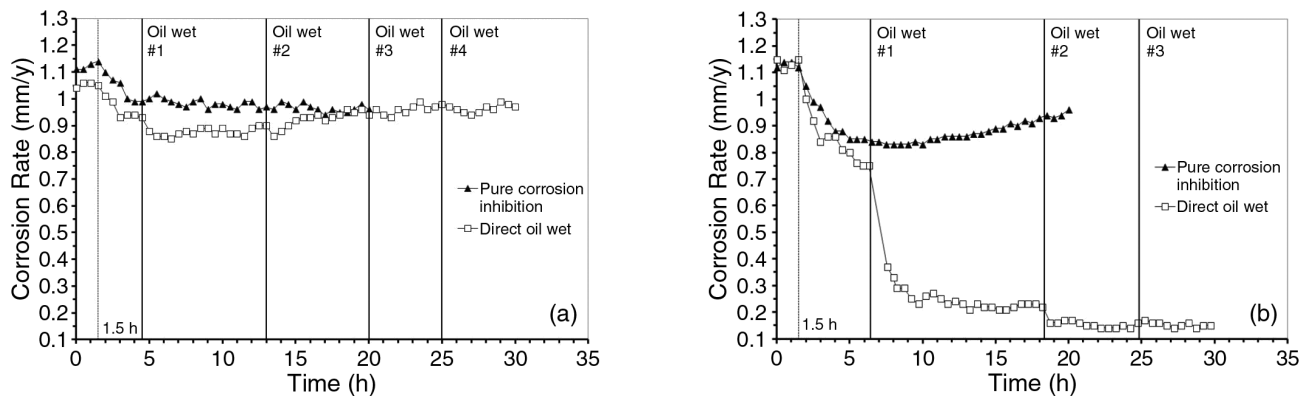 1.3
1.2
1.1
1
0.9
0.8
0.7
0.6
0.5
0.4
0.3
0.2
0.1
Corrosion Rate (mm/y)
Oil wet
#1
Oil wet
#2
Oil wet
#3
Oil wet
#4
Pure corrosion
inhibition
Direct oil wet
1.5 h
(a)
0 5 10 15 20 25 30 35
Time (h)
1.3
1.2
1.1
1
0.9
0.8
0.7
0.6
0.5
0.4
0.3
0.2
0.1
Corrosion Rate (mm/y)
Oil wet
#1
Oil wet
#2
Oil wet
#3
Pure corrosion
inhibition
Direct oil wet
1.5 h
(b)
0 5 10 15 20 25 30 35
Time (h)